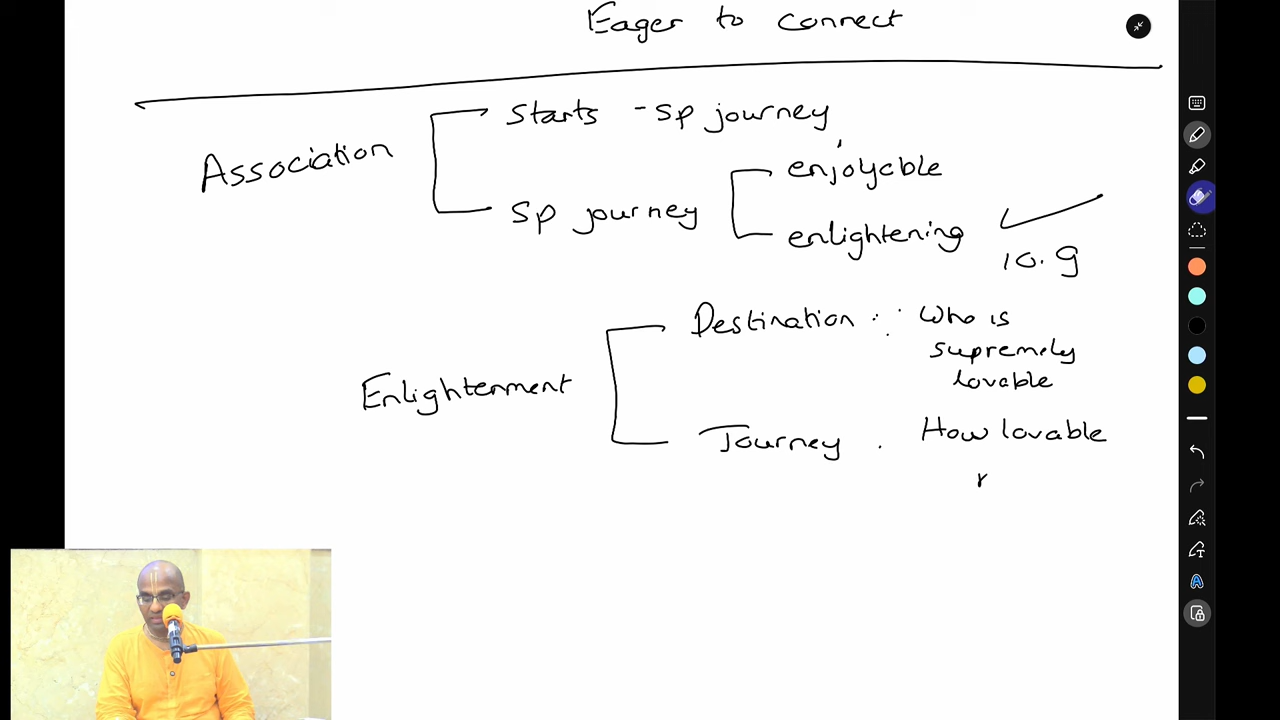 Eager to connect
Starts - Sp journey
Association
enjoyable
Sp journey
enlightening
10.9
Destination ∵ Who is
supremely
lovable
Enlightenment
Journey . How lovable